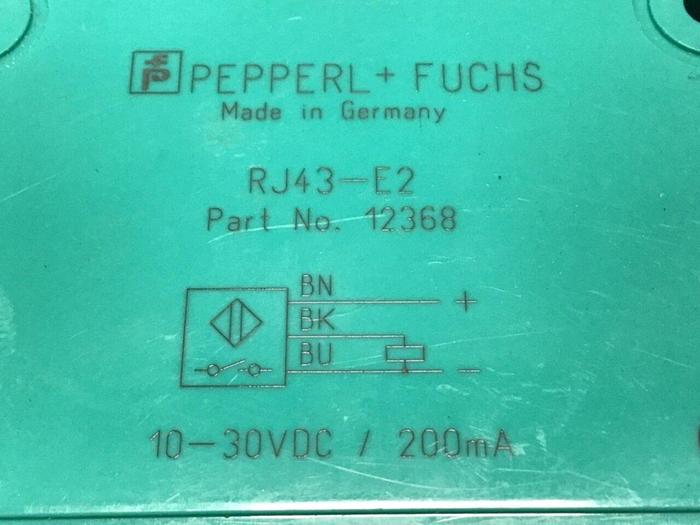 PEPPERL + FUCHS
Made in Germany
RJ43-E2
Part No. 12368
BN
+
BK
BU
-
10-30VDC / 200mA